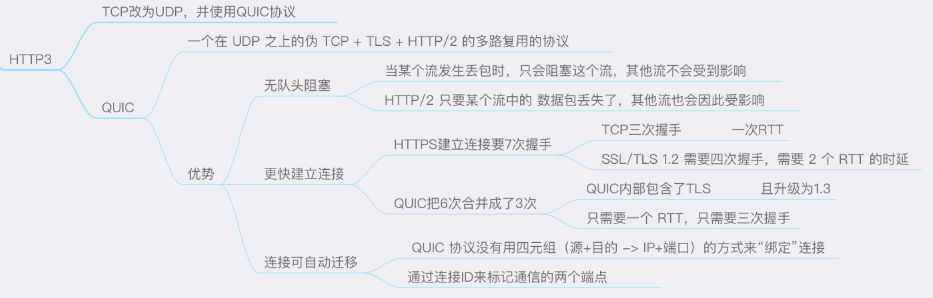 TCP改为UDP，并使用QUIC协议
HTTP3
一个在 UDP 之上的伪 TCP + TLS + HTTP/2 的多路复用的协议
QUIC
当某个流发生丢包时，只会阻塞这个流，其他流不会受到影响
无队头阻塞
HTTP/2 只要某个流中的 数据包丢失了，其他流也会因此受影响
优势
TCP三次握手 一次RTT
HTTPS建立连接要7次握手
SSL/TLS 1.2 需要四次握手，需要 2 个 RTT 的时延
更快建立连接
QUIC内部包含了TLS 且升级为1.3
QUIC把6次合并成了3次
只需要一个 RTT，只需要三次握手
QUIC 协议没有用四元组（源+目的 –> IP+端口）的方式来“绑定”连接
连接可自动迁移
通过连接ID来标记通信的两个端点